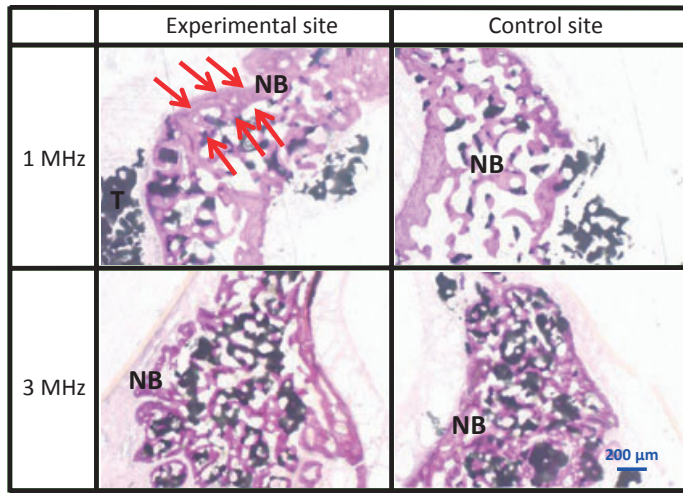 Experimental site
Control site
1 MHz
NB
T
NB
3 MHz
NB
NB
200 µm